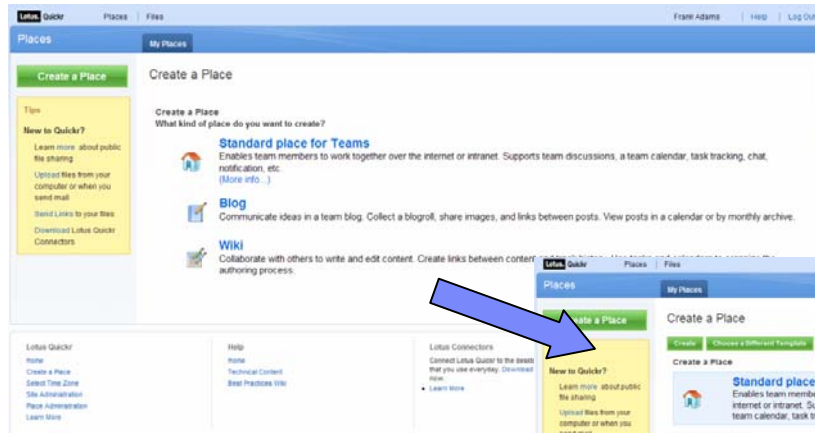 Lotus. Quickr Places | Files Frank Adams | Help | Log Out
Places My Places
Create a Place
Create a Place
Tips
New to Quickr?
Learn more about public
file sharing
Upload files from your
computer or when you
send mail
Send Links to your files
Download Lotus Quickr
Connectors
Create a Place
What kind of place do you want to create?
Standard place for Teams
Enables team members to work together over the internet or intranet. Supports team discussions, a team calendar, task tracking, chat,
notification, etc.
(More info...)
Blog
Communicate ideas in a team blog. Collect a blogroll, share images, and links between posts. View posts in a calendar or by monthly archive.
Wiki
Collaborate with others to write and edit content. Create links between content
authoring process.
Lotus Quickr
Home
Create a Place
Select Time Zone
Site Administration
Place Administration
Learn More
Help
Home
Technical Content
Best Practices Wiki
Lotus Connectors
Connect Lotus Quickr to the deskto
that you use everyday. Download
now.
Learn More
Lotus. Quickr Places | Files
Places My Places
Create a Place
Create a Place
Create Choose a Different Template
Create a Place
New to Quickr?
Learn more about public
file sharing
Upload files from your
computer or when you
send mail
Standard place
Enables team membe
internet or intranet. Su
team calendar, task t